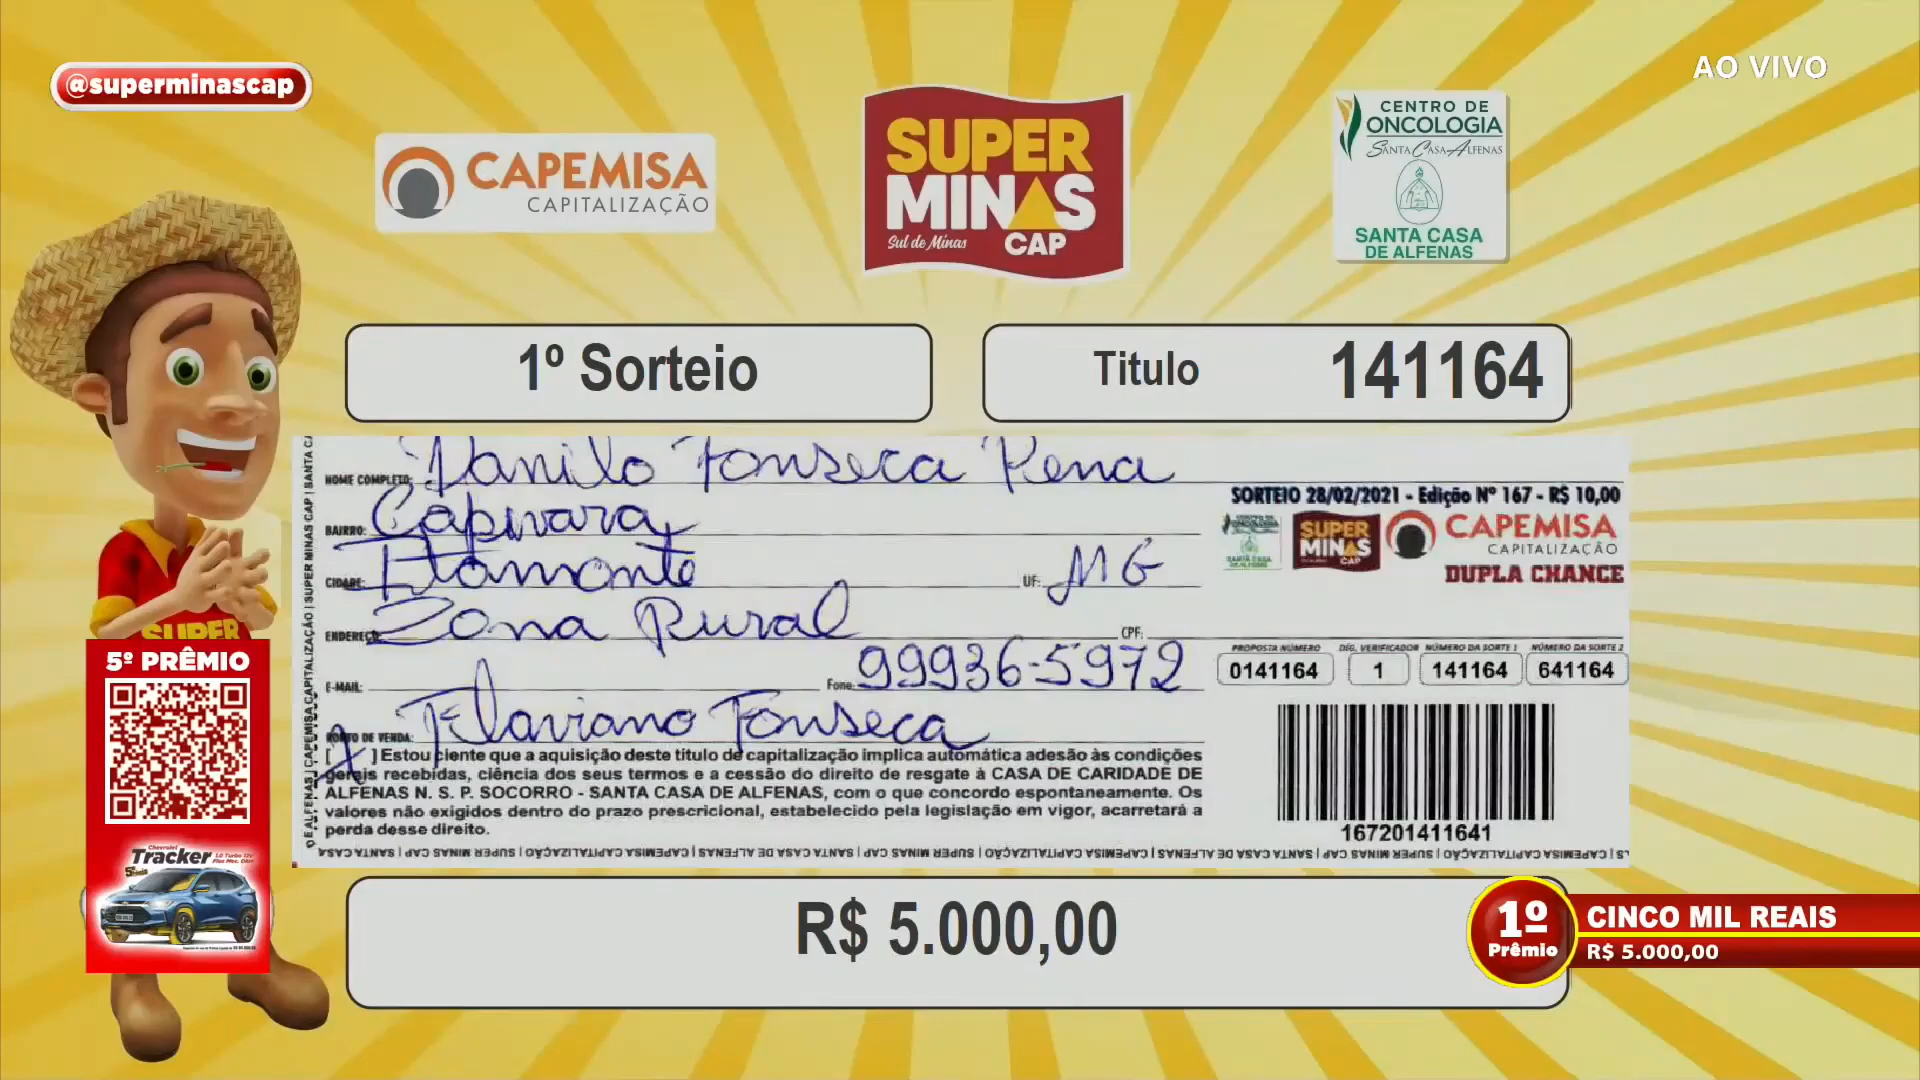 @superminascap
AO VIVO
CAPEMISA
CAPITALIZAÇÃO
SUPER
MINAS
Sul de Minas CAP
CENTRO DE
ONCOLOGIA
SANTA CASA ALFENAS
SANTA CASA
DE ALFENAS
1º Sorteio
Titulo 141164
NOME COMPLETO: Danilo Fonseca Pena
BAIRRO: Capivara
CIDADE: Itamonte UF: MG
ENDEREÇO: Zona Rural CPF:
E-MAIL: Fone: 99936-5972
PONTO DE VENDA: Flaviano Fonseca
[X]Estou ciente que a aquisição deste título de capitalização implica automática adesão às condições
gerais recebidas, ciência dos seus termos e a cessão do direito de resgate à CASA DE CARIDADE DE
ALFENAS N. S. P. SOCORRO - SANTA CASA DE ALFENAS, com o que concordo espontaneamente. Os
valores não exigidos dentro do prazo prescricional, estabelecido pela legislação em vigor, acarretará a
perda desse direito.
SORTEIO 28/02/2021 - Edição Nº 167 - R$ 10,00
SUPER
MINAS
CAP
CAPEMISA
CAPITALIZAÇÃO
DUPLA CHANCE
PROPOSTA NÚMERO DÍG. VERIFICADOR NÚMERO DA SORTE 1 NÚMERO DA SORTE 2
0141164 1 141164 641164
167201411641
SUPER
5º PRÊMIO
Chevrolet
Tracker 1.0 Turbo 12V
R$ 5.000,00
1º
Prêmio
CINCO MIL REAIS
R$ 5.000,00